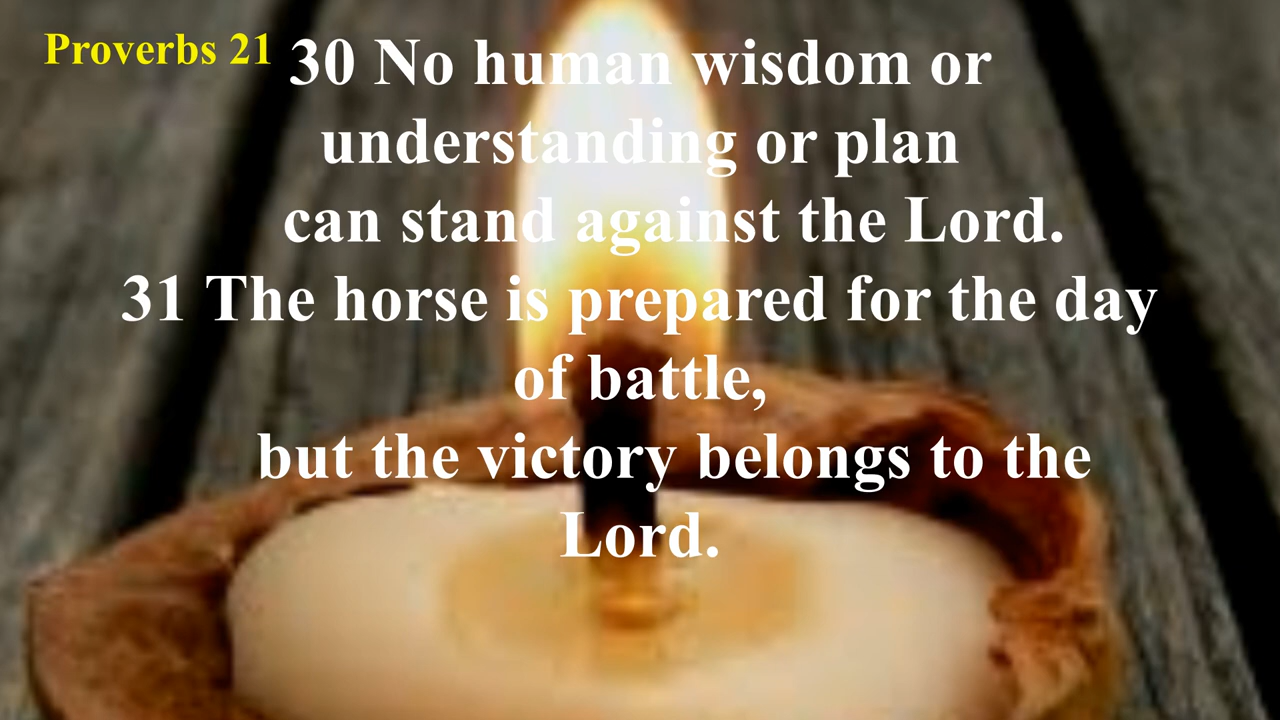 Proverbs 21
30 No human wisdom or
understanding or plan
can stand against the Lord.
31 The horse is prepared for the day
of battle,
but the victory belongs to the
Lord.